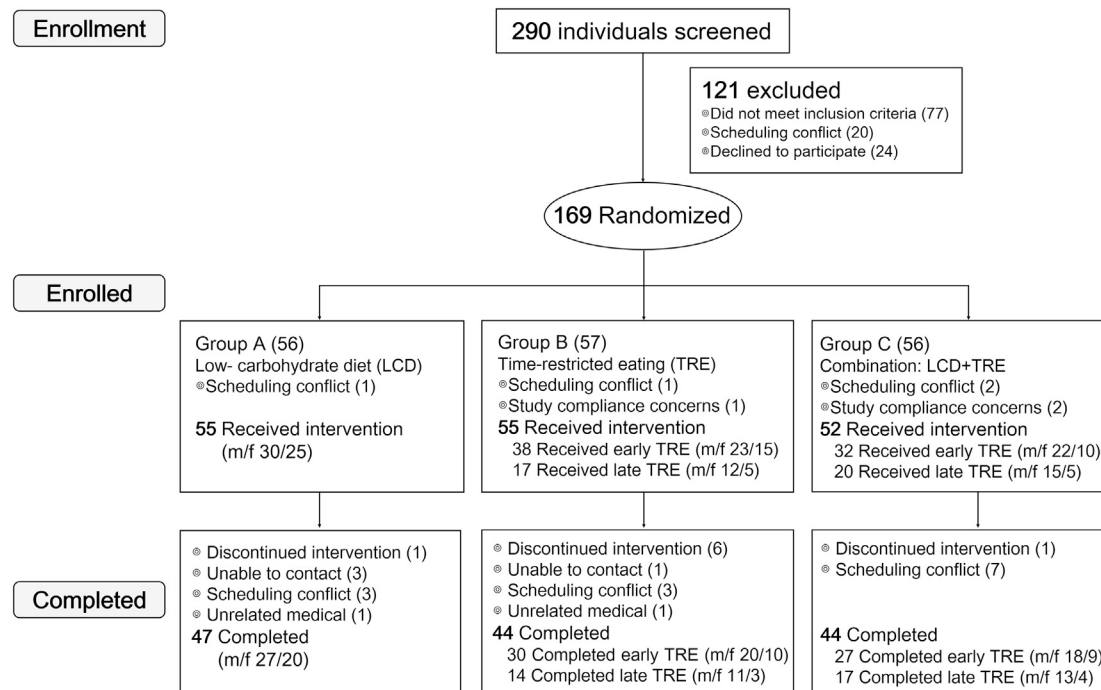 Enrollment
290 individuals screened
121 excluded
⊚Did not meet inclusion criteria (77)
⊚Scheduling conflict (20)
⊚Declined to participate (24)
169 Randomized
Enrolled
Group A (56)
Low- carbohydrate diet (LCD)
⊚Scheduling conflict (1)
55 Received intervention
(m/f 30/25)
Group B (57)
Time-restricted eating (TRE)
⊚Scheduling conflict (1)
⊚Study compliance concerns (1)
55 Received intervention
38 Received early TRE (m/f 23/15)
17 Received late TRE (m/f 12/5)
Group C (56)
Combination: LCD+TRE
⊚Scheduling conflict (2)
⊚Study compliance concerns (2)
52 Received intervention
32 Received early TRE (m/f 22/10)
20 Received late TRE (m/f 15/5)
Completed
⊚ Discontinued intervention (1)
⊚ Unable to contact (3)
⊚ Scheduling conflict (3)
⊚ Unrelated medical (1)
47 Completed
(m/f 27/20)
⊚ Discontinued intervention (6)
⊚ Unable to contact (1)
⊚ Scheduling conflict (3)
⊚ Unrelated medical (1)
44 Completed
30 Completed early TRE (m/f 20/10)
14 Completed late TRE (m/f 11/3)
⊚ Discontinued intervention (1)
⊚ Scheduling conflict (7)
44 Completed
27 Completed early TRE (m/f 18/9)
17 Completed late TRE (m/f 13/4)